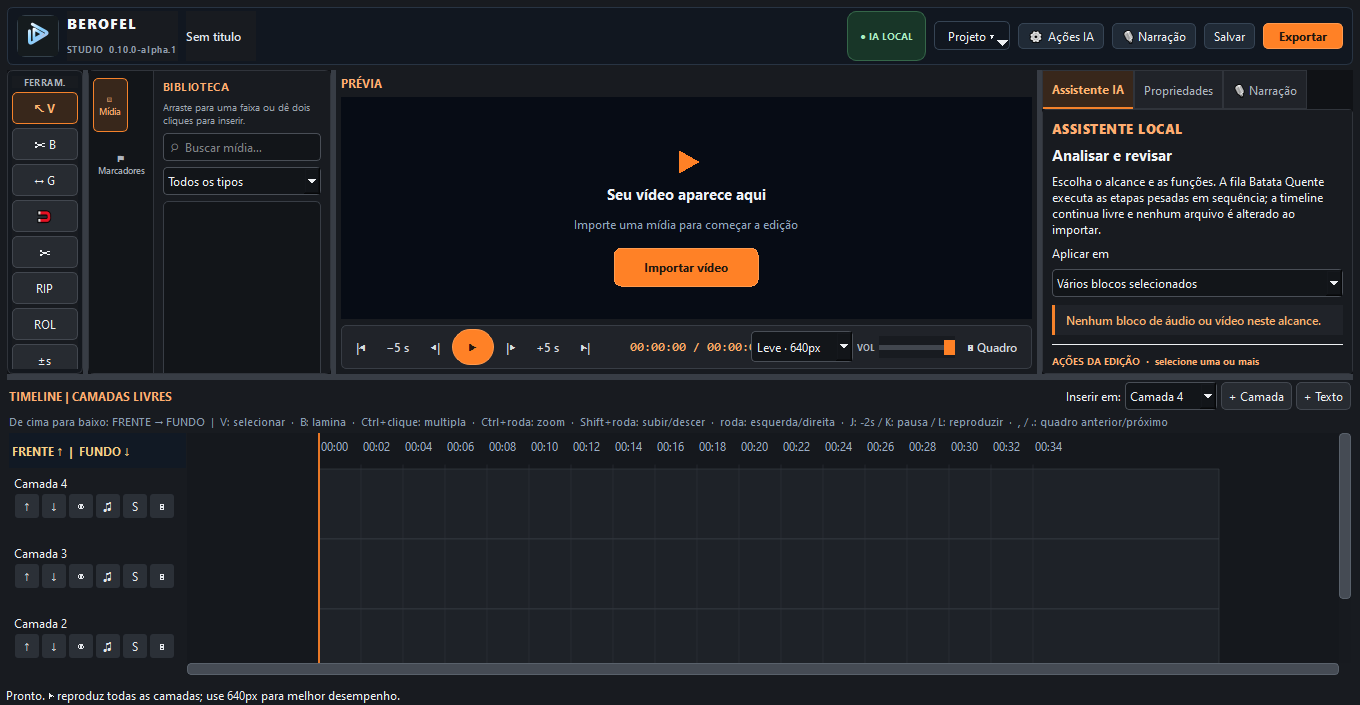 BEROFEL
STUDIO 0.10.0-alpha.1
Sem título
● IA LOCAL
Projeto
Ações IA
Narração
Salvar
Exportar
FERRAM.
V
B
G
RIP
ROL
±s
Mídia
Marcadores
BIBLIOTECA
Arraste para uma faixa ou dê dois
cliques para inserir.
Buscar mídia...
Todos os tipos
PRÉVIA
Seu vídeo aparece aqui
Importe uma mídia para começar a edição
Importar vídeo
−5 s
+5 s
00:00:00 / 00:00:
Leve · 640px
VOL
Quadro
Assistente IA
Propriedades
Narração
ASSISTENTE LOCAL
Analisar e revisar
Escolha o alcance e as funções. A fila Batata Quente
executa as etapas pesadas em sequência; a timeline
continua livre e nenhum arquivo é alterado ao
importar.
Aplicar em
Vários blocos selecionados
Nenhum bloco de áudio ou vídeo neste alcance.
AÇÕES DA EDIÇÃO · selecione uma ou mais
TIMELINE | CAMADAS LIVRES
Inserir em:
Camada 4
+ Camada
+ Texto
De cima para baixo: FRENTE → FUNDO | V: selecionar · B: lamina · Ctrl+clique: multipla · Ctrl+roda: zoom · Shift+roda: subir/descer · roda: esquerda/direita · J: -2s / K: pausa / L: reproduzir · , / .: quadro anterior/próximo
FRENTE ↑ | FUNDO ↓
00:00 00:02 00:04 00:06 00:08 00:10 00:12 00:14 00:16 00:18 00:20 00:22 00:24 00:26 00:28 00:30 00:32 00:34
Camada 4
↑ ↓ S
Camada 3
↑ ↓ S
Camada 2
↑ ↓ S
Pronto. ▶ reproduz todas as camadas; use 640px para melhor desempenho.